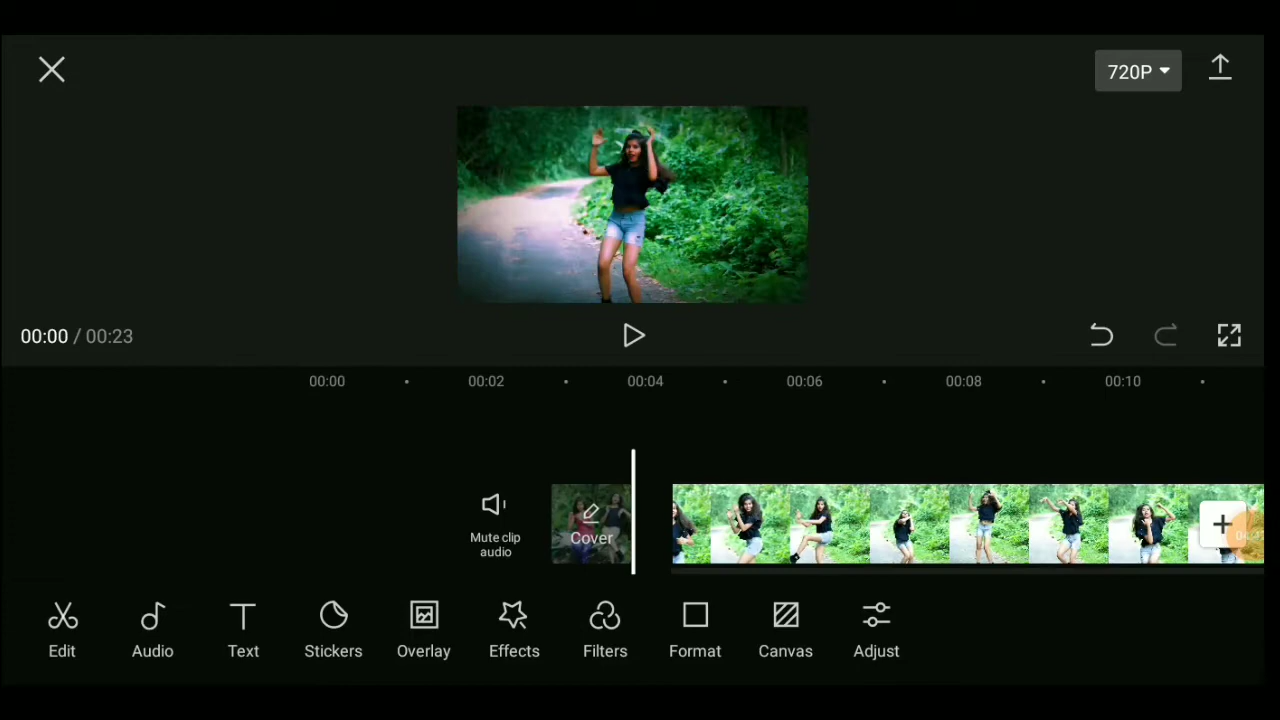 720P
00:00 / 00:23
00:00 00:02 00:04 00:06 00:08 00:10
Mute clip
audio
Cover
Edit Audio Text Stickers Overlay Effects Filters Format Canvas Adjust